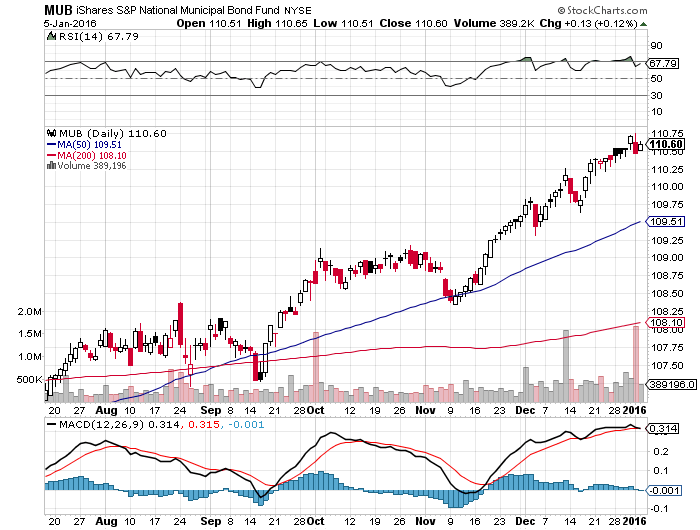 MUB iShares S&P National Municipal Bond Fund NYSE © StockCharts.com
5-Jan-2016 Open 110.51 High 110.65 Low 110.51 Close 110.60 Volume 389.2K Chg +0.13 (+0.12%)
RSI(14) 67.79
90
67.79
50
30
10
MUB (Daily) 110.60
MA(50) 109.51
MA(200) 108.10
Volume 389,196
110.75
110.60
110.50
110.25
110.00
109.75
109.51
109.25
109.00
108.75
108.50
108.25
2.0M
108.10
108.00
1.5M
107.75
1.0M
107.50
500K
389196.0
20 27 Aug 10 17 24 Sep 8 14 21 28 Oct 12 19 26 Nov 9 16 23 Dec 7 14 21 28 2016
MACD(12,26,9) 0.314, 0.315, -0.001
0.314
0.2
0.1
-0.001
-0.1
20 27 Aug 10 17 24 Sep 8 14 21 28 Oct 12 19 26 Nov 9 16 23 Dec 7 14 21 28 2016